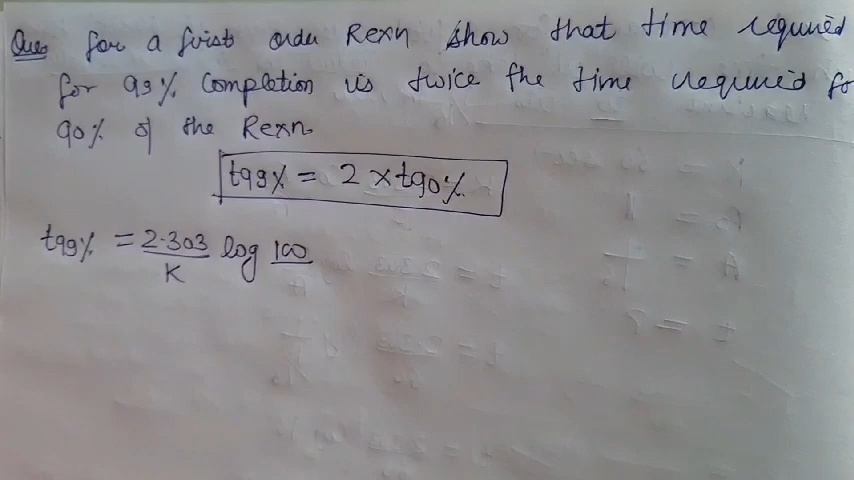 Ques for a first order Rexn show that time required
for 99% Completion is twice the time required fo
90% of the Rexn.
t99% = 2 x t90%
t99% = 2.303/K log 100